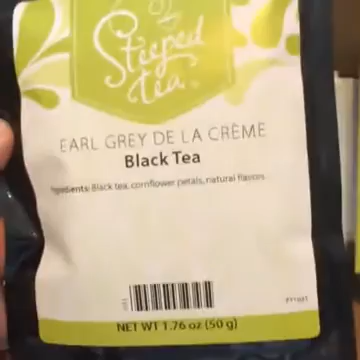 Steeped
tea
EARL GREY DE LA CRÈME
Black Tea
Ingredients: Black tea, cornflower petals, natural flavors.
NET WT 1.76 oz (50 g)